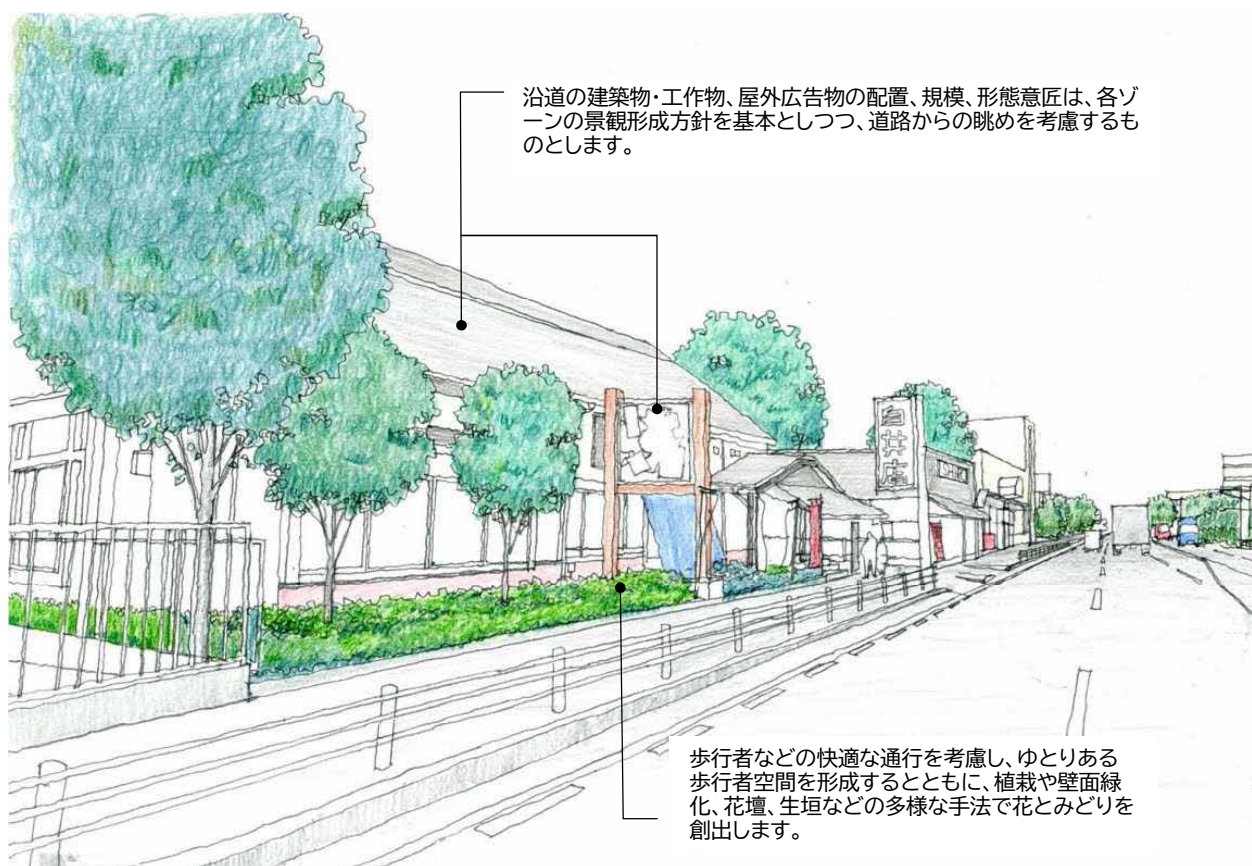 沿道の建築物・工作物、屋外広告物の配置、規模、形態意匠は、各ゾ
ーンの景観形成方針を基本としつつ、道路からの眺めを考慮するも
のとします。
白井店
歩行者などの快適な通行を考慮し、ゆとりある
歩行者空間を形成するとともに、植栽や壁面緑
化、花壇、生垣などの多様な手法で花とみどりを
創出します。